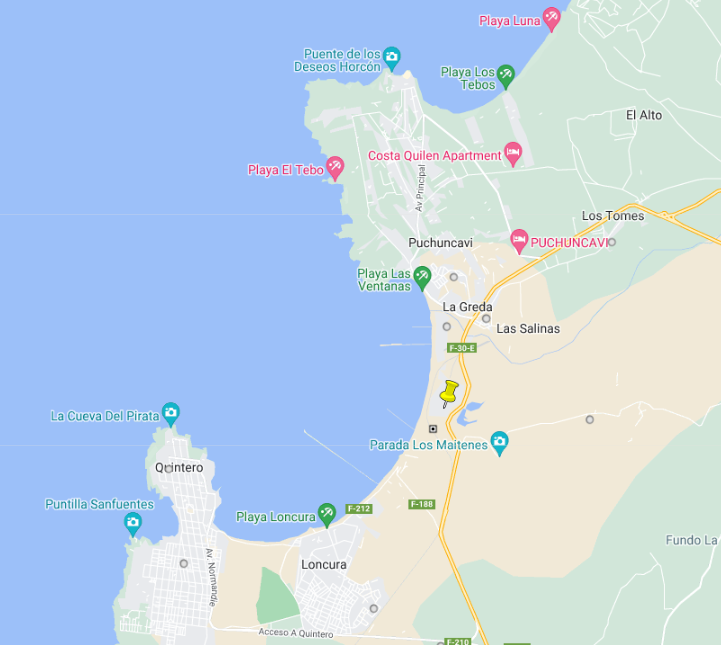 Playa Luna
Puente de los
Deseos Horcón
Playa Los
Tebos
El Alto
Costa Quilen Apartment
Playa El Tebo
Av Principal
Los Tomes
Puchuncavi
PUCHUNCAVI
Playa Las
Ventanas
La Greda
Las Salinas
F-30-E
La Cueva Del Pirata
Parada Los Maitenes
Quintero
Puntilla Sanfuentes
F-188
F-212
Playa Loncura
Fundo La
Av. Normandie
Loncura
Acceso A Quintero
F-210